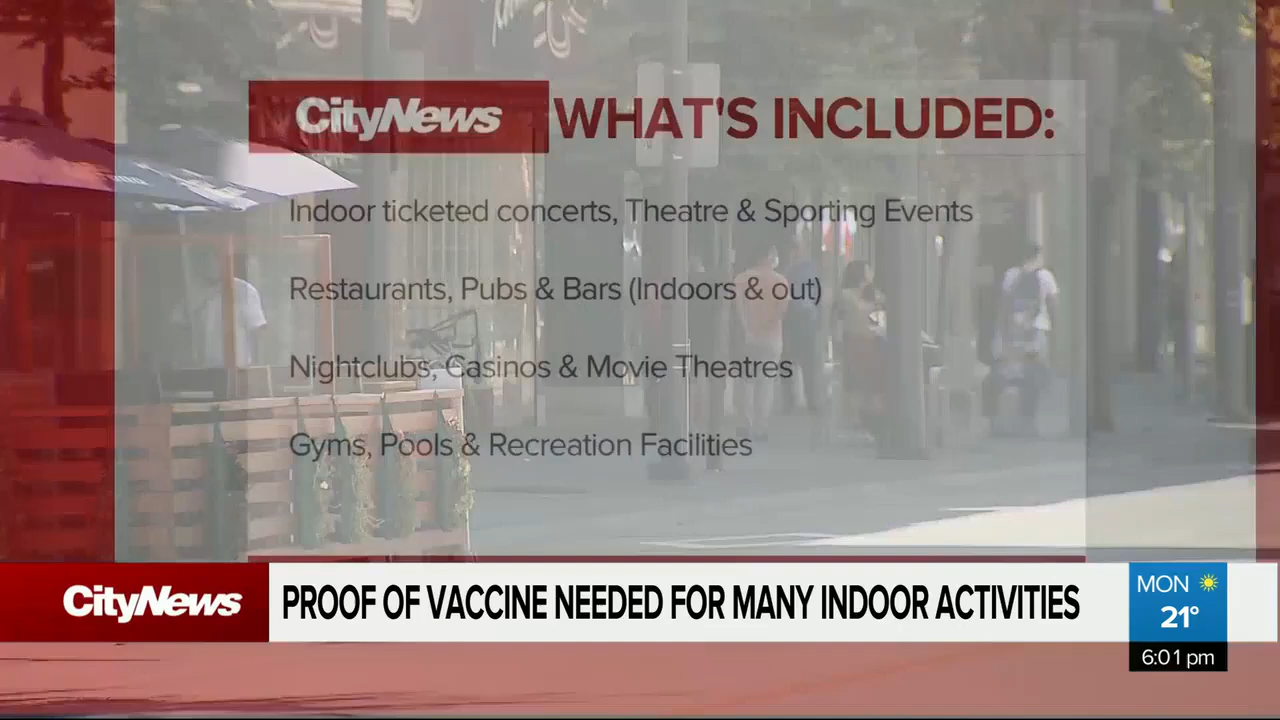 CityNews WHAT'S INCLUDED:
Indoor ticketed concerts, Theatre & Sporting Events
Restaurants, Pubs & Bars (Indoors & out)
Nightclubs, Casinos & Movie Theatres
Gyms, Pools & Recreation Facilities
CityNews PROOF OF VACCINE NEEDED FOR MANY INDOOR ACTIVITIES
MON
21°
6:01 pm